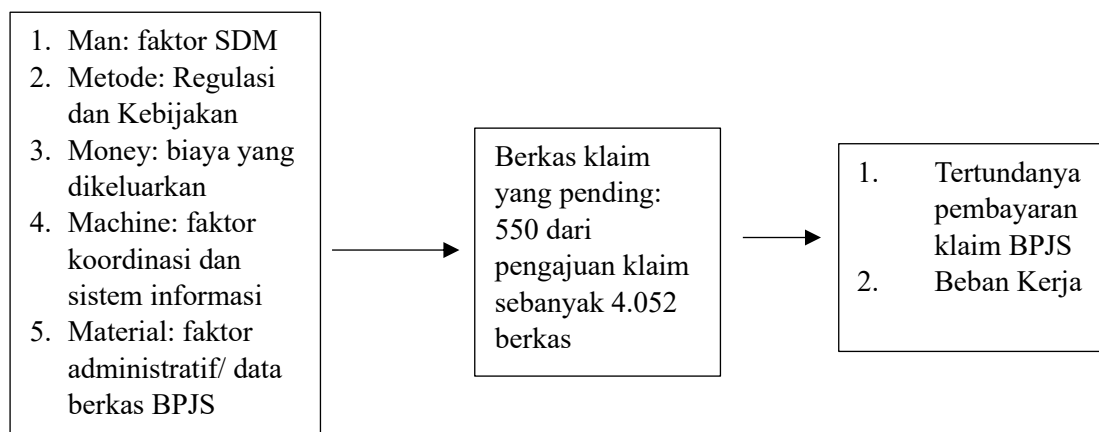 1. Man: faktor SDM
2. Metode: Regulasi
dan Kebijakan
3. Money: biaya yang
dikeluarkan
4. Machine: faktor
koordinasi dan
sistem informasi
5. Material: faktor
administratif/ data
berkas BPJS
Berkas klaim
yang pending:
550 dari
pengajuan klaim
sebanyak 4.052
berkas
1. Tertundanya
pembayaran
klaim BPJS
2. Beban Kerja